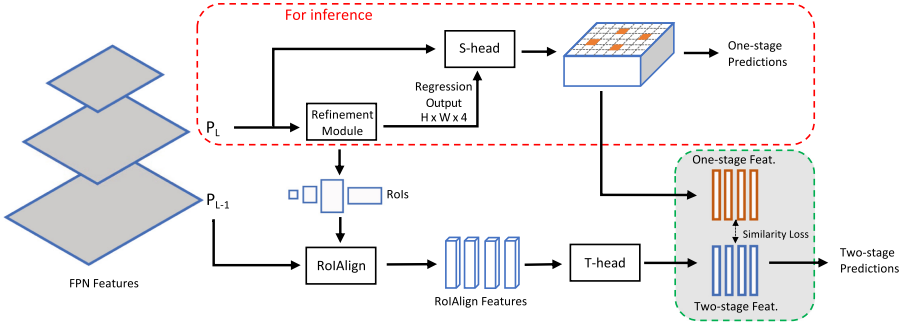 For inference
S-head
One-stage
Predictions
Regression
Output
H x W x 4
P_L
Refinement
Module
One-stage Feat.
RoIs
P_{L-1}
Similarity Loss
RoIAlign
T-head
Two-stage
Predictions
FPN Features
RoIAlign Features
Two-stage Feat.